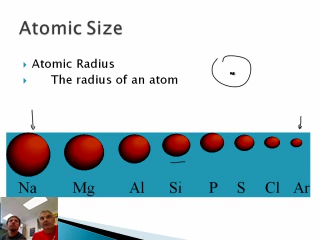 Atomic Size
Atomic Radius
The radius of an atom
Na Mg Al Si P S Cl Ar